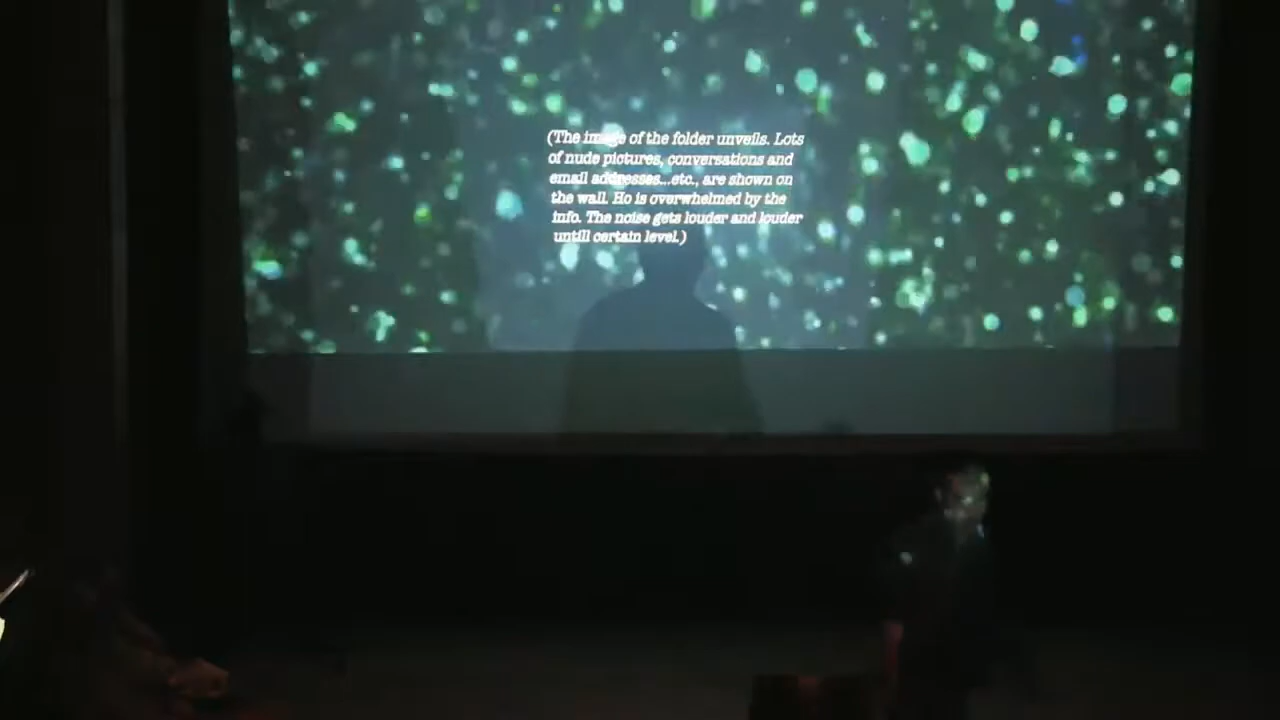 (The image of the folder unveils. Lots
of nude pictures, conversations and
email addresses...etc., are shown on
the wall. Ho is overwhelmed by the
info. The noise gets louder and louder
untill certain level.)